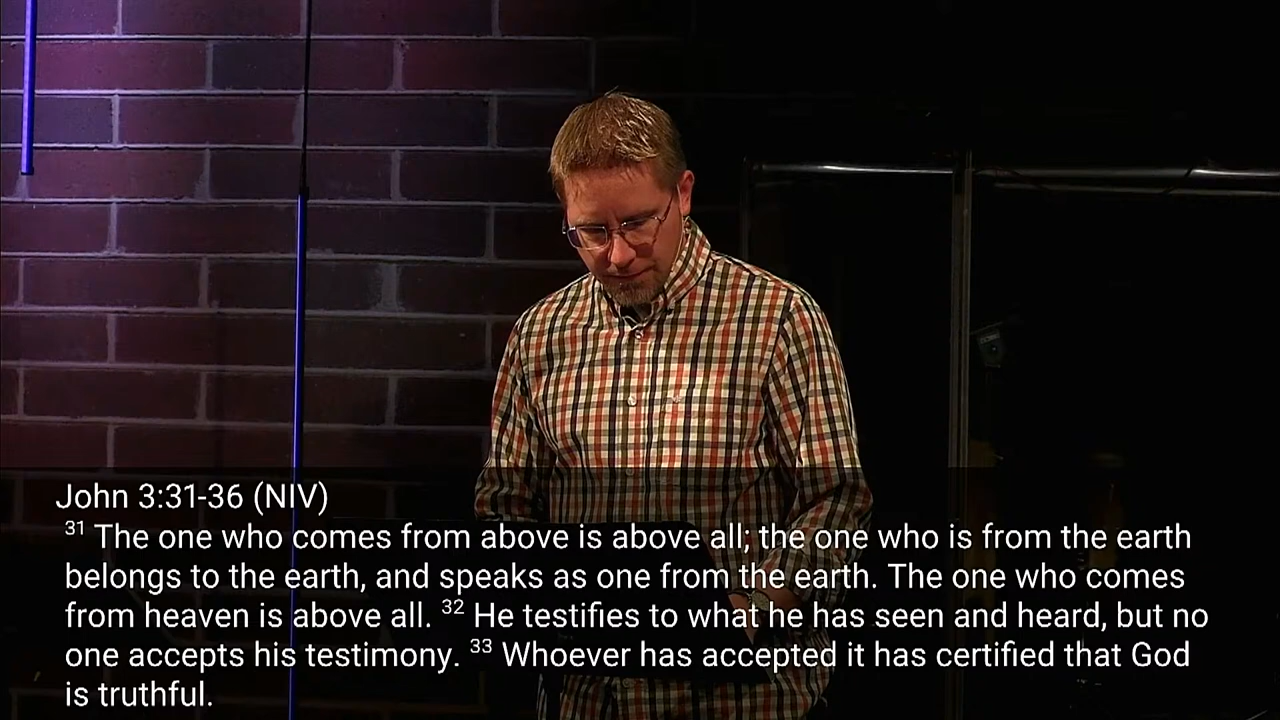 John 3:31-36 (NIV)
31 The one who comes from above is above all; the one who is from the earth
belongs to the earth, and speaks as one from the earth. The one who comes
from heaven is above all. 32 He testifies to what he has seen and heard, but no
one accepts his testimony. 33 Whoever has accepted it has certified that God
is truthful.